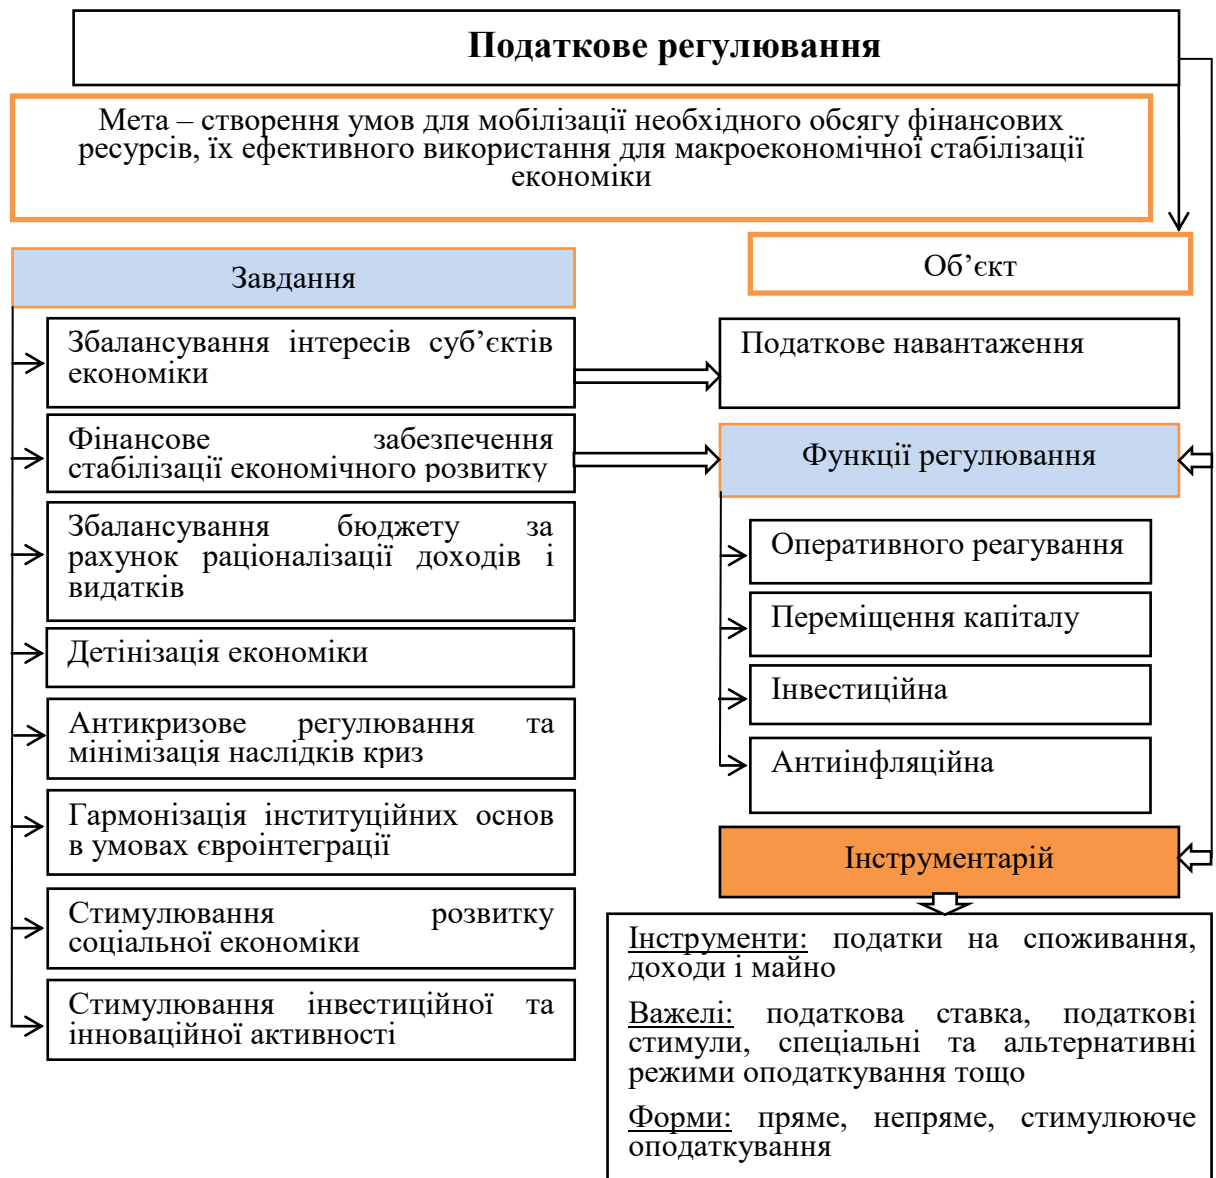 Податкове регулювання
Мета – створення умов для мобілізації необхідного обсягу фінансових
ресурсів, їх ефективного використання для макроекономічної стабілізації
економіки
Завдання
Збалансування інтересів суб’єктів
економіки
Фінансове забезпечення
стабілізації економічного розвитку
Збалансування бюджету за
рахунок раціоналізації доходів і
видатків
Детінізація економіки
Антикризове регулювання та
мінімізація наслідків криз
Гармонізація інституційних основ
в умовах євроінтеграції
Стимулювання розвитку
соціальної економіки
Стимулювання інвестиційної та
інноваційної активності
Об’єкт
Податкове навантаження
Функції регулювання
Оперативного реагування
Переміщення капіталу
Інвестиційна
Антиінфляційна
Інструментарій
Інструменти: податки на споживання,
доходи і майно
Важелі: податкова ставка, податкові
стимули, спеціальні та альтернативні
режими оподаткування тощо
Форми: пряме, непряме, стимулююче
оподаткування